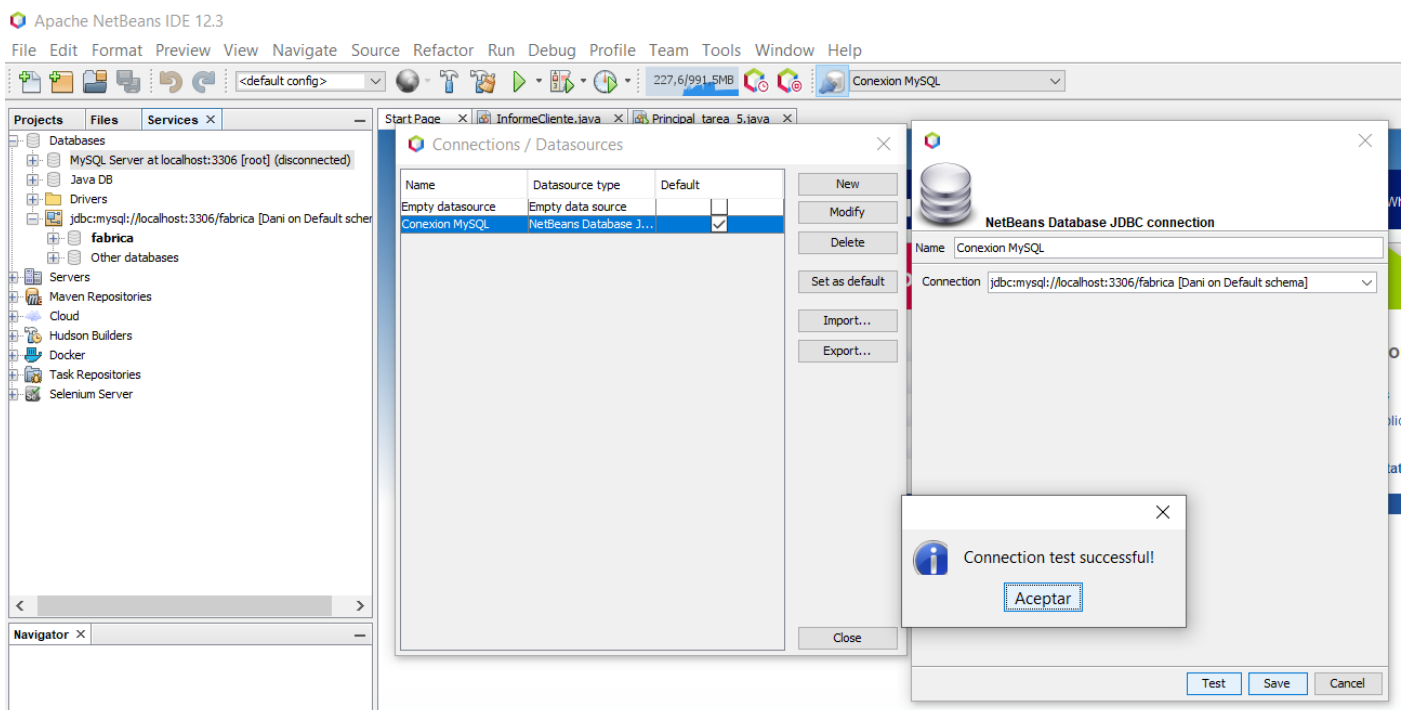 Apache NetBeans IDE 12.3
File Edit Format Preview View Navigate Source Refactor Run Debug Profile Team Tools Window Help
<default config> 227,6/991,5MB Conexion MySQL
Projects Files Services
Databases
MySQL Server at localhost:3306 [root] (disconnected)
Java DB
Drivers
jdbc:mysql://localhost:3306/fabrica [Dani on Default scher
fabrica
Other databases
Servers
Maven Repositories
Cloud
Hudson Builders
Docker
Task Repositories
Selenium Server
Navigator
Start Page InformeCliente.java Principal_tarea_5.java
Connections / Datasources
Name Datasource type Default
Empty datasource Empty data source
Conexion MySQL NetBeans Database J...
New
Modify
Delete
Set as default
Import...
Export...
Close
NetBeans Database JDBC connection
Name Conexion MySQL
Connection jdbc:mysql://localhost:3306/fabrica [Dani on Default schema]
Connection test successful!
Aceptar
Test Save Cancel